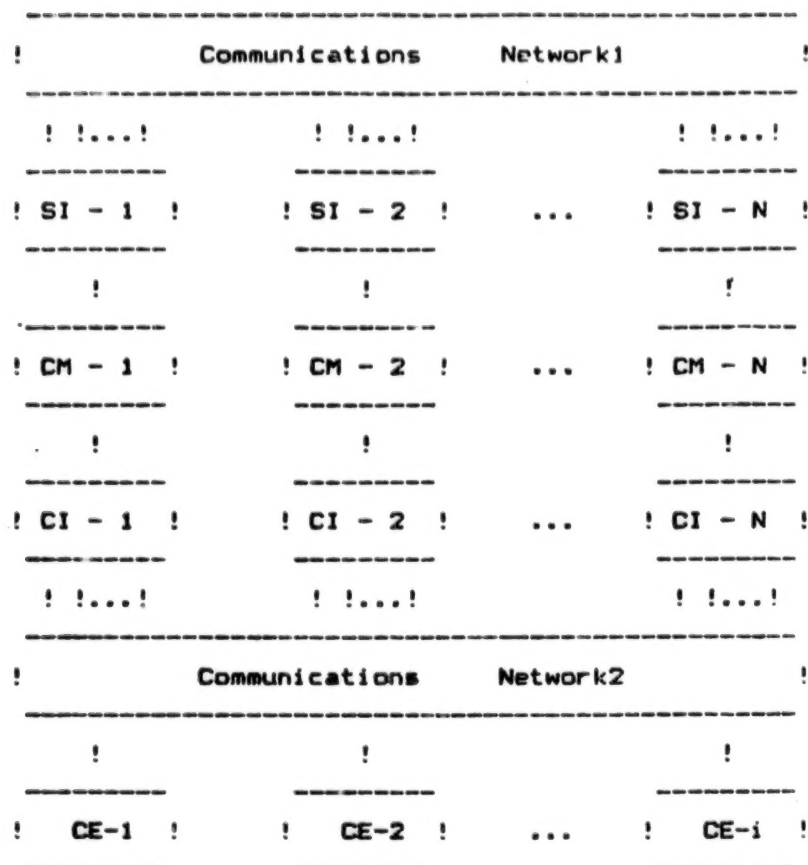 ---------------------------------------------
! Communications Network1 !
---------------------------------------------
! !...! ! !...! ! !...!
--------- --------- ---------
! SI - 1 ! ! SI - 2 ! ... ! SI - N !
--------- --------- ---------
! ! !
--------- --------- ---------
! CM - 1 ! ! CM - 2 ! ... ! CM - N !
--------- --------- ---------
! ! !
--------- --------- ---------
! CI - 1 ! ! CI - 2 ! ... ! CI - N !
--------- --------- ---------
! !...! ! !...! ! !...!
---------------------------------------------
! Communications Network2 !
---------------------------------------------
! ! !
--------- --------- ---------
! CE-1 ! ! CE-2 ! ... ! CE-i !
--------- --------- ---------